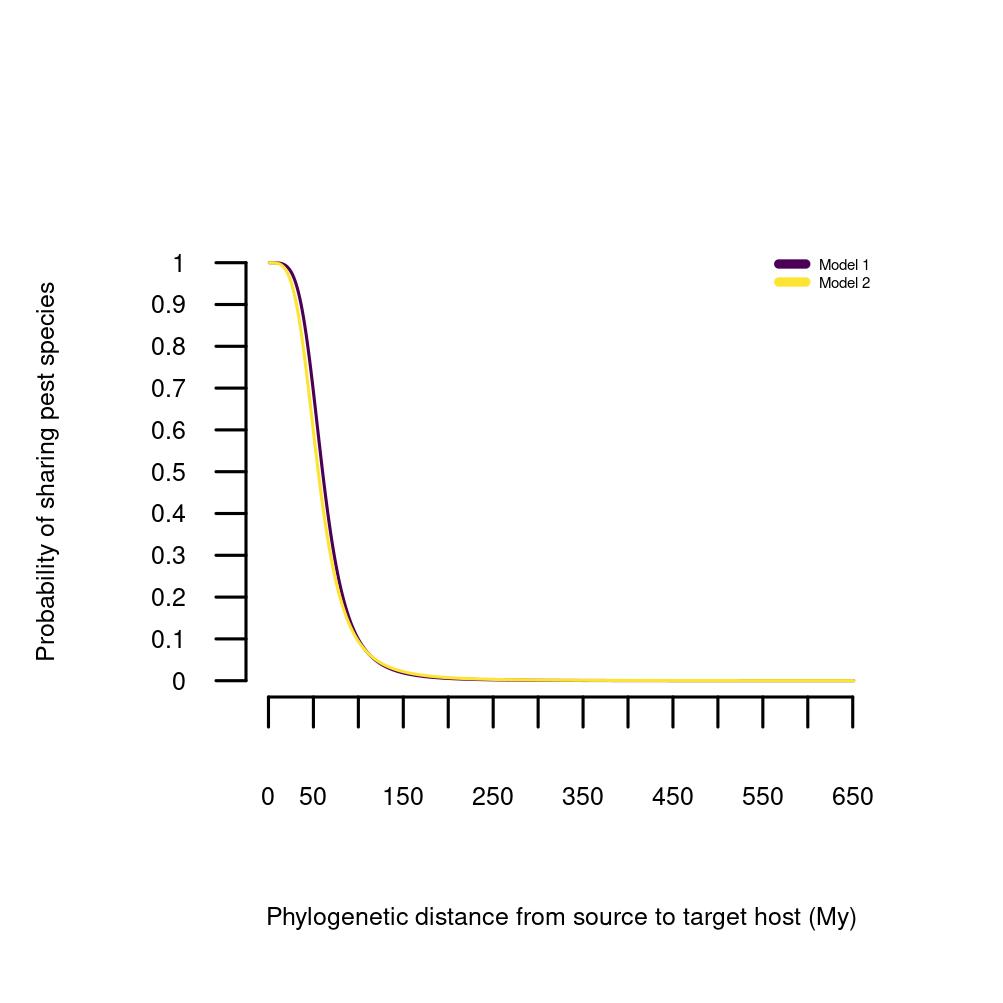 Probability of sharing pest species
1
0.9
0.8
0.7
0.6
0.5
0.4
0.3
0.2
0.1
0
Model 1
Model 2
0 50 150 250 350 450 550 650
Phylogenetic distance from source to target host (My)